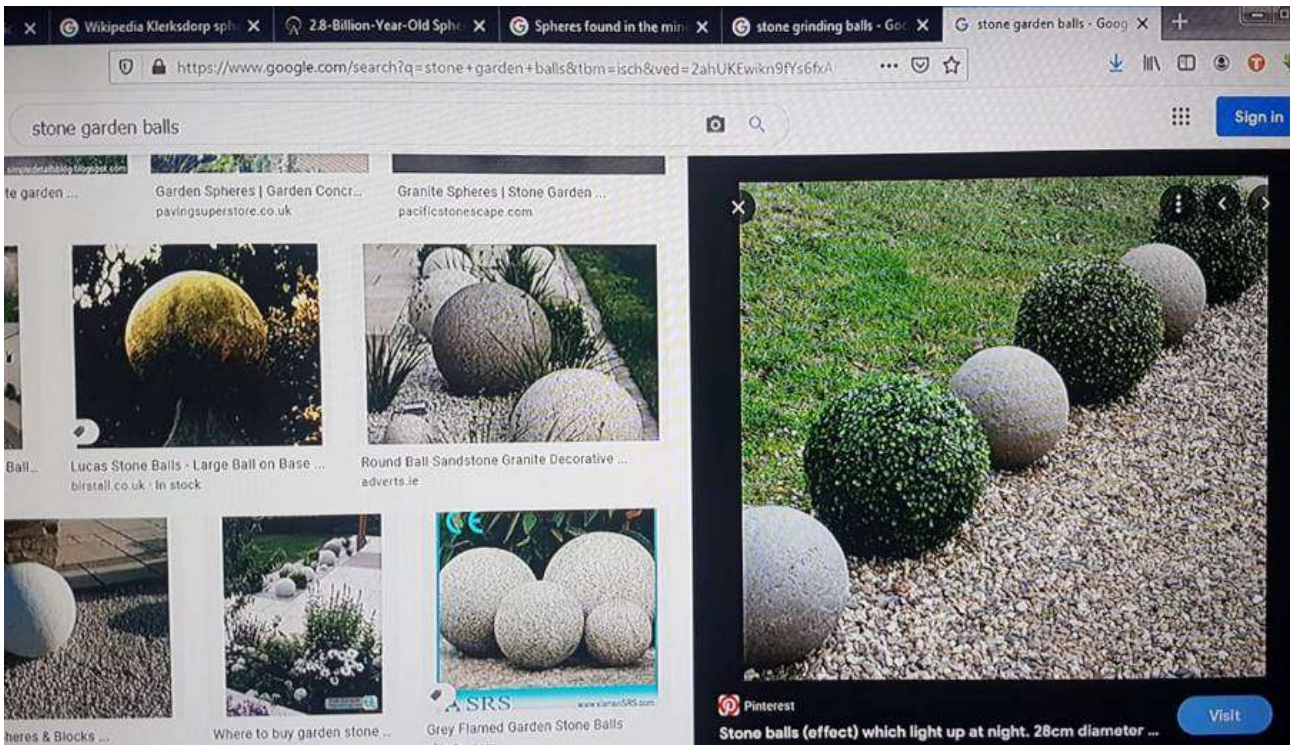 Wikipedia Klerksdorp sph
2.8-Billion-Year-Old Sphe
Spheres found in the min
stone grinding balls - Goo
stone garden balls - Goog
https://www.google.com/search?q=stone+garden+balls&tbm=isch&ved=2ahUKEwikn9fYs6fxA
stone garden balls
Sign in
te garden ...
Garden Spheres | Garden Concr...
pavingsuperstore.co.uk
Granite Spheres | Stone Garden ...
pacificstonescape.com
Ball...
Lucas Stone Balls - Large Ball on Base ...
birstall.co.uk · In stock
Round Ball Sandstone Granite Decorative ...
adverts.ie
CE
SRS
heres & Blocks ...
Where to buy garden stone ...
Grey Flamed Garden Stone Balls
Pinterest
Stone balls (effect) which light up at night. 28cm diameter ...
Visit